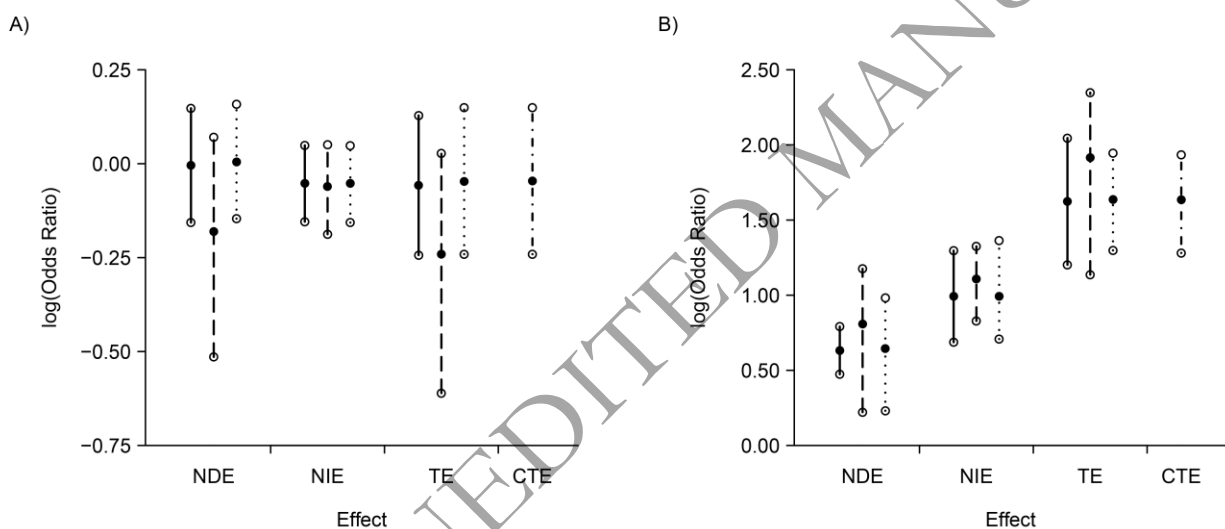 A)
0.25
0.00
−0.25
−0.50
−0.75
log(Odds Ratio)
NDE NIE TE CTE
Effect
B)
2.50
2.00
1.50
1.00
0.50
0.00
log(Odds Ratio)
NDE NIE TE CTE
Effect
NEDITED MANU